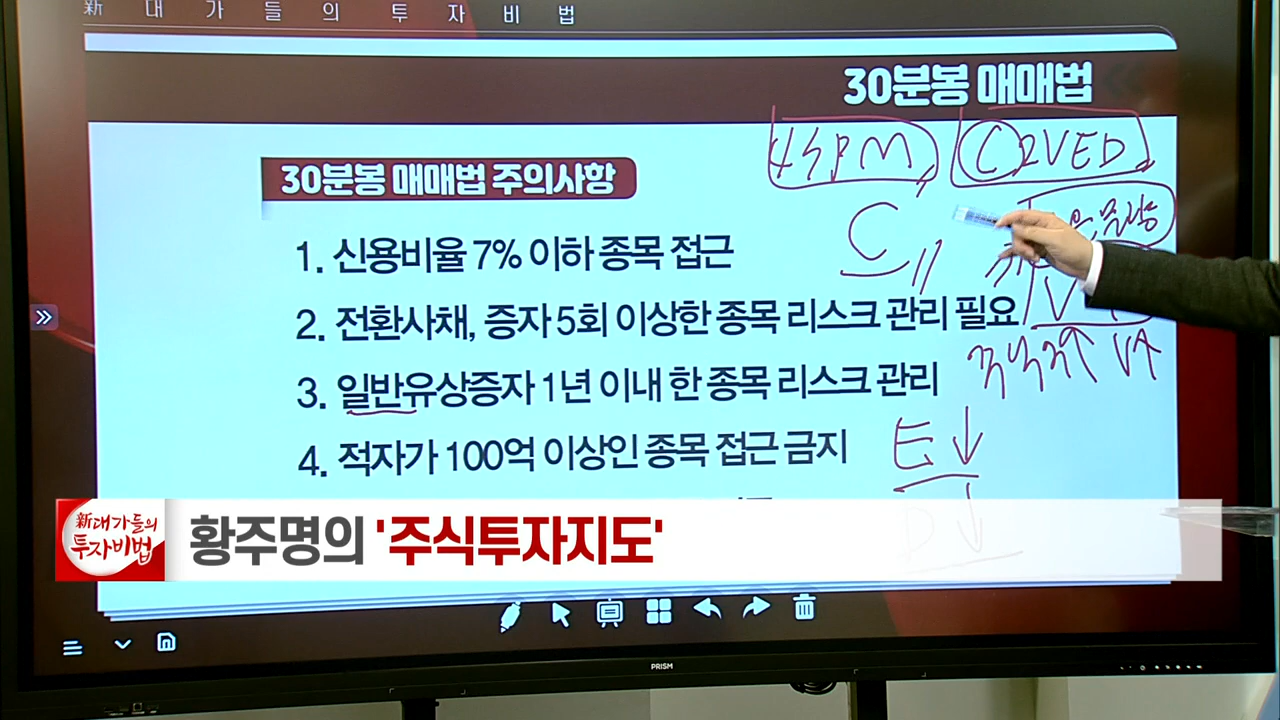 新 대가들의 투자비법
30분봉 매매법
30분봉 매매법 주의사항
4SPM
CRVED
C
1. 신용비율 7% 이하 종목 접근
2. 전환사채, 증자 5회 이상한 종목 리스크 관리 필요
V
3. 일반유상증자 1년 이내 한 종목 리스크 관리
VA
E↓
4. 적자가 100억 이상인 종목 접근 금지
新대가들의
투자비법
황주명의 '주식투자지도'
D↓
PRISM